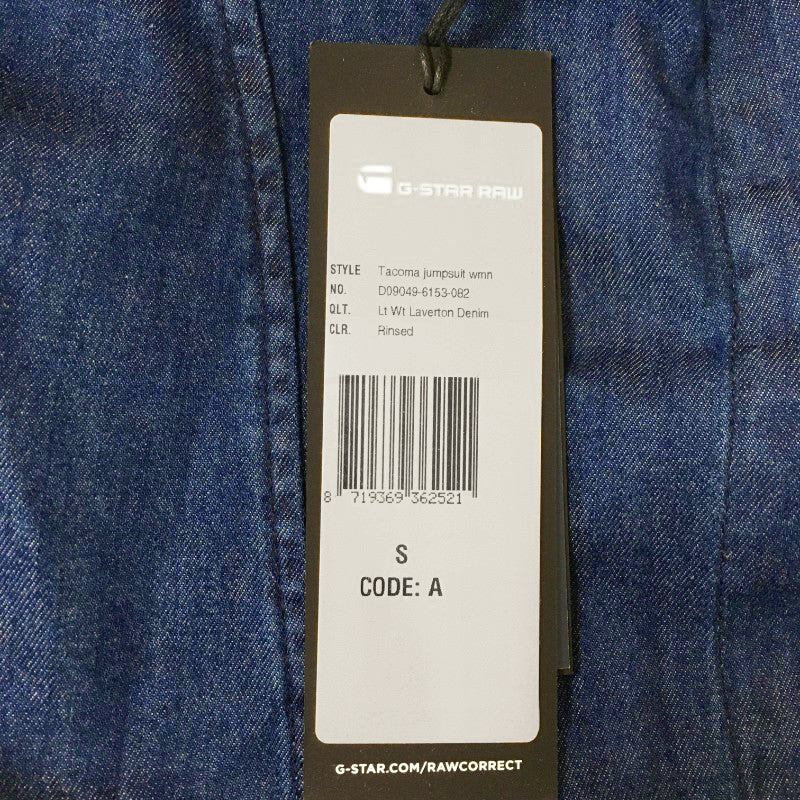 G-STAR RAW
STYLE Tacoma jumpsuit wmn
NO. D09049-6153-082
QLT. Lt Wt Laverton Denim
CLR. Rinsed
8 719369 362521
S
CODE: A
G-STAR.COM/RAWCORRECT